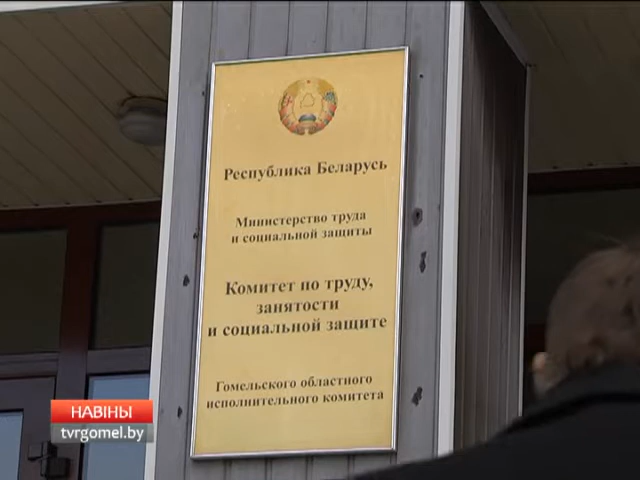 Республика Беларусь
Министерство труда
и социальной защиты
Комитет по труду,
занятости
и социальной защите
Гомельского областного
исполнительного комитета
НАВІНЫ
tvrgomel.by